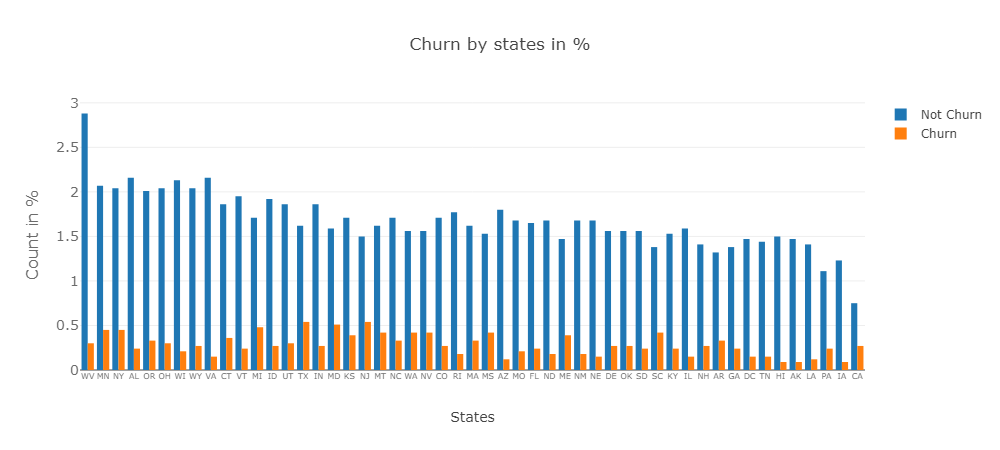 Churn by states in %
Not Churn
Churn
3
2.5
2
1.5
1
0.5
0
Count in %
WV MN NY AL OR OH WI WY VA CT VT MI ID UT TX IN MD KS NJ MT NC WA NV CO RI MA MS AZ MO FL ND ME NM NE DE OK SD SC KY IL NH AR GA DC TN HI AK LA PA IA CA
States